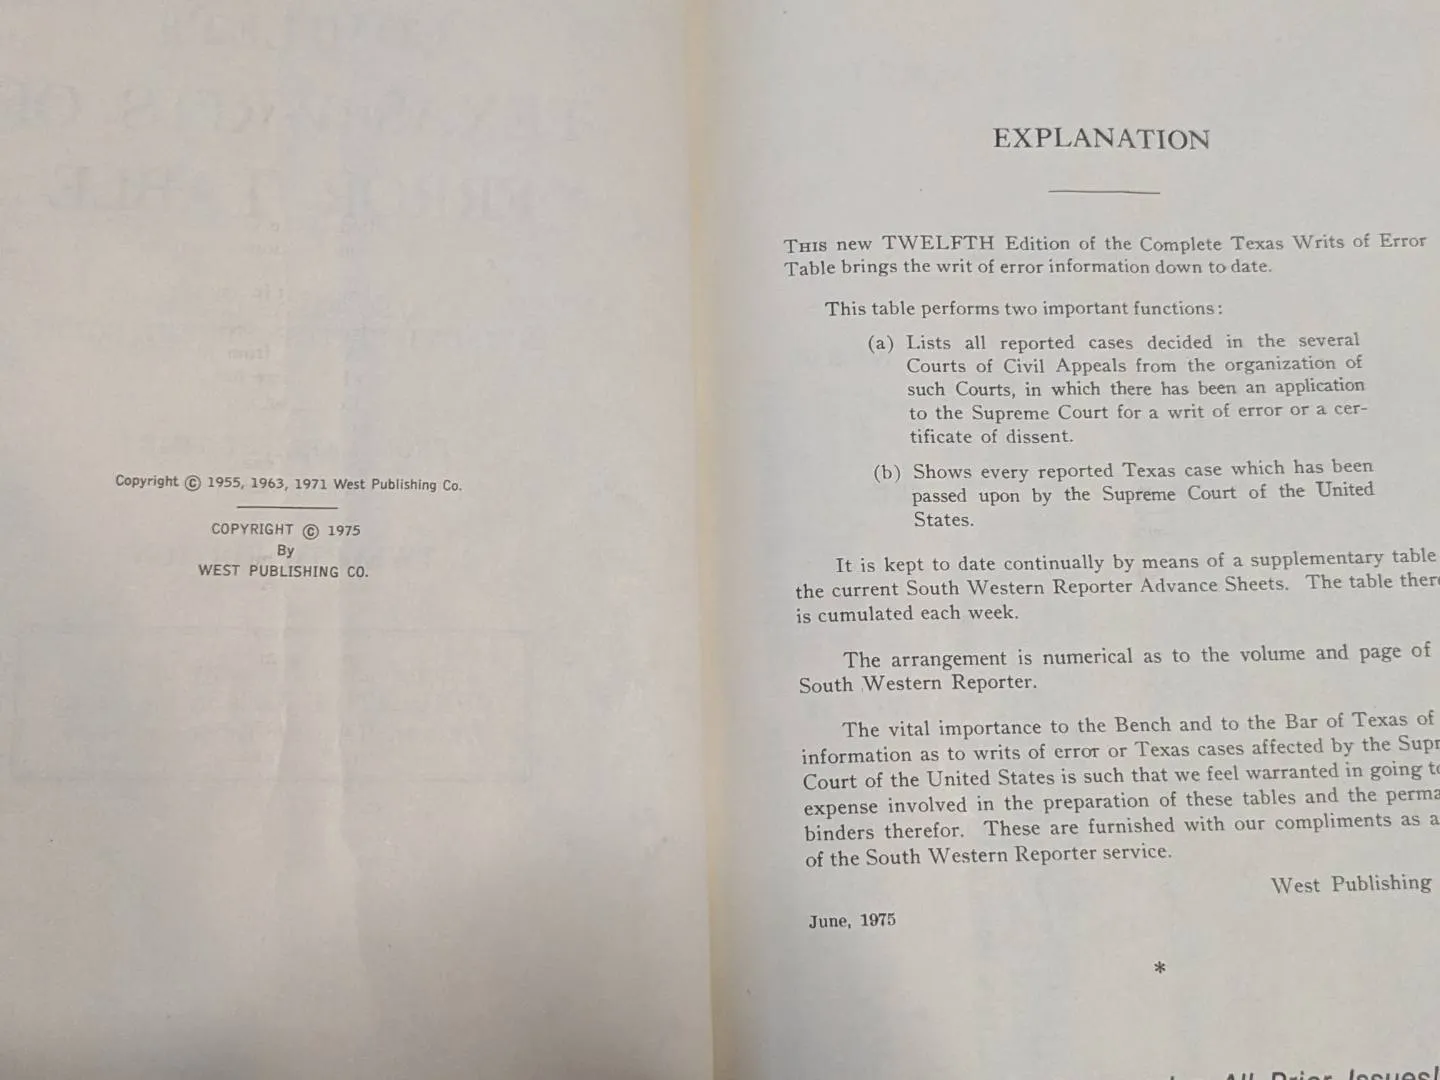 Copyright © 1955, 1963, 1971 West Publishing Co.
COPYRIGHT © 1975
By
WEST PUBLISHING CO.
EXPLANATION
THIS new TWELFTH Edition of the Complete Texas Writs of Error
Table brings the writ of error information down to date.
This table performs two important functions:
(a) Lists all reported cases decided in the several
Courts of Civil Appeals from the organization of
such Courts, in which there has been an application
to the Supreme Court for a writ of error or a cer-
tificate of dissent.
(b) Shows every reported Texas case which has been
passed upon by the Supreme Court of the United
States.
It is kept to date continually by means of a supplementary table
the current South Western Reporter Advance Sheets. The table there
is cumulated each week.
The arrangement is numerical as to the volume and page of
South Western Reporter.
The vital importance to the Bench and to the Bar of Texas of
information as to writs of error or Texas cases affected by the Supr
Court of the United States is such that we feel warranted in going to
expense involved in the preparation of these tables and the perma
binders therefor. These are furnished with our compliments as a
of the South Western Reporter service.
West Publishing
June, 1975
*
All Prior Issues!